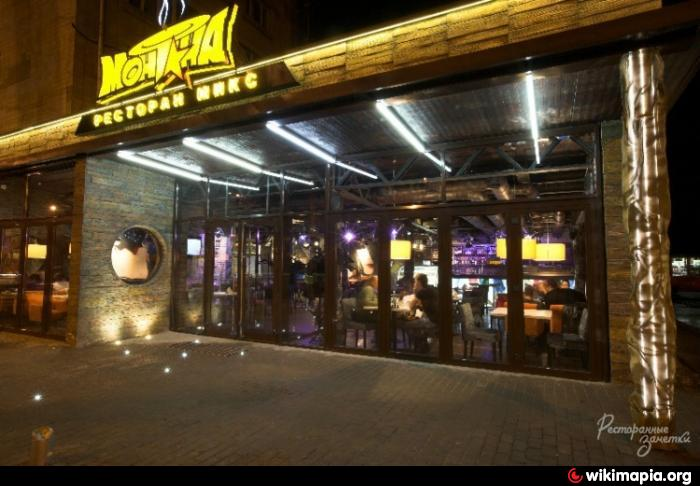 МОНТАНА
РЕСТОРАН МИКС
Ресторанные
заметки
wikimapia.org